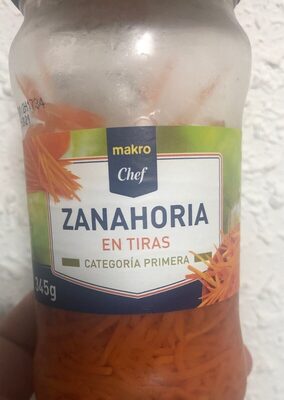 makro
Chef
ZANAHORIA
EN TIRAS
CATEGORÍA PRIMERA
345g